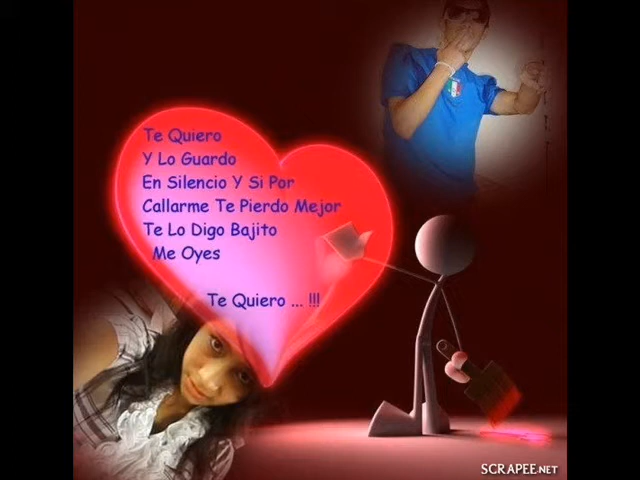 Te Quiero
Y Lo Guardo
En Silencio Y Si Por
Callarme Te Pierdo Mejor
Te Lo Digo Bajito
Me Oyes
Te Quiero ... !!!
SCRAPEE.NET